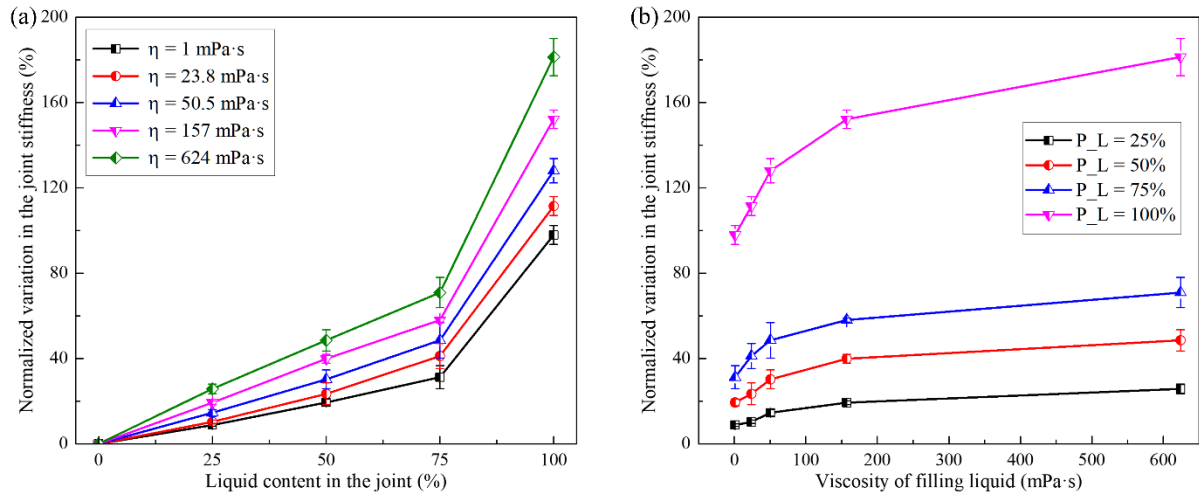 (a)
200
160
120
80
40
0
Normalized variation in the joint stiffness (%)
η = 1 mPa·s
η = 23.8 mPa·s
η = 50.5 mPa·s
η = 157 mPa·s
η = 624 mPa·s
0 25 50 75 100
Liquid content in the joint (%)
(b)
200
160
120
80
40
0
Normalized variation in the joint stiffness (%)
P_L = 25%
P_L = 50%
P_L = 75%
P_L = 100%
0 100 200 300 400 500 600
Viscosity of filling liquid (mPa·s)